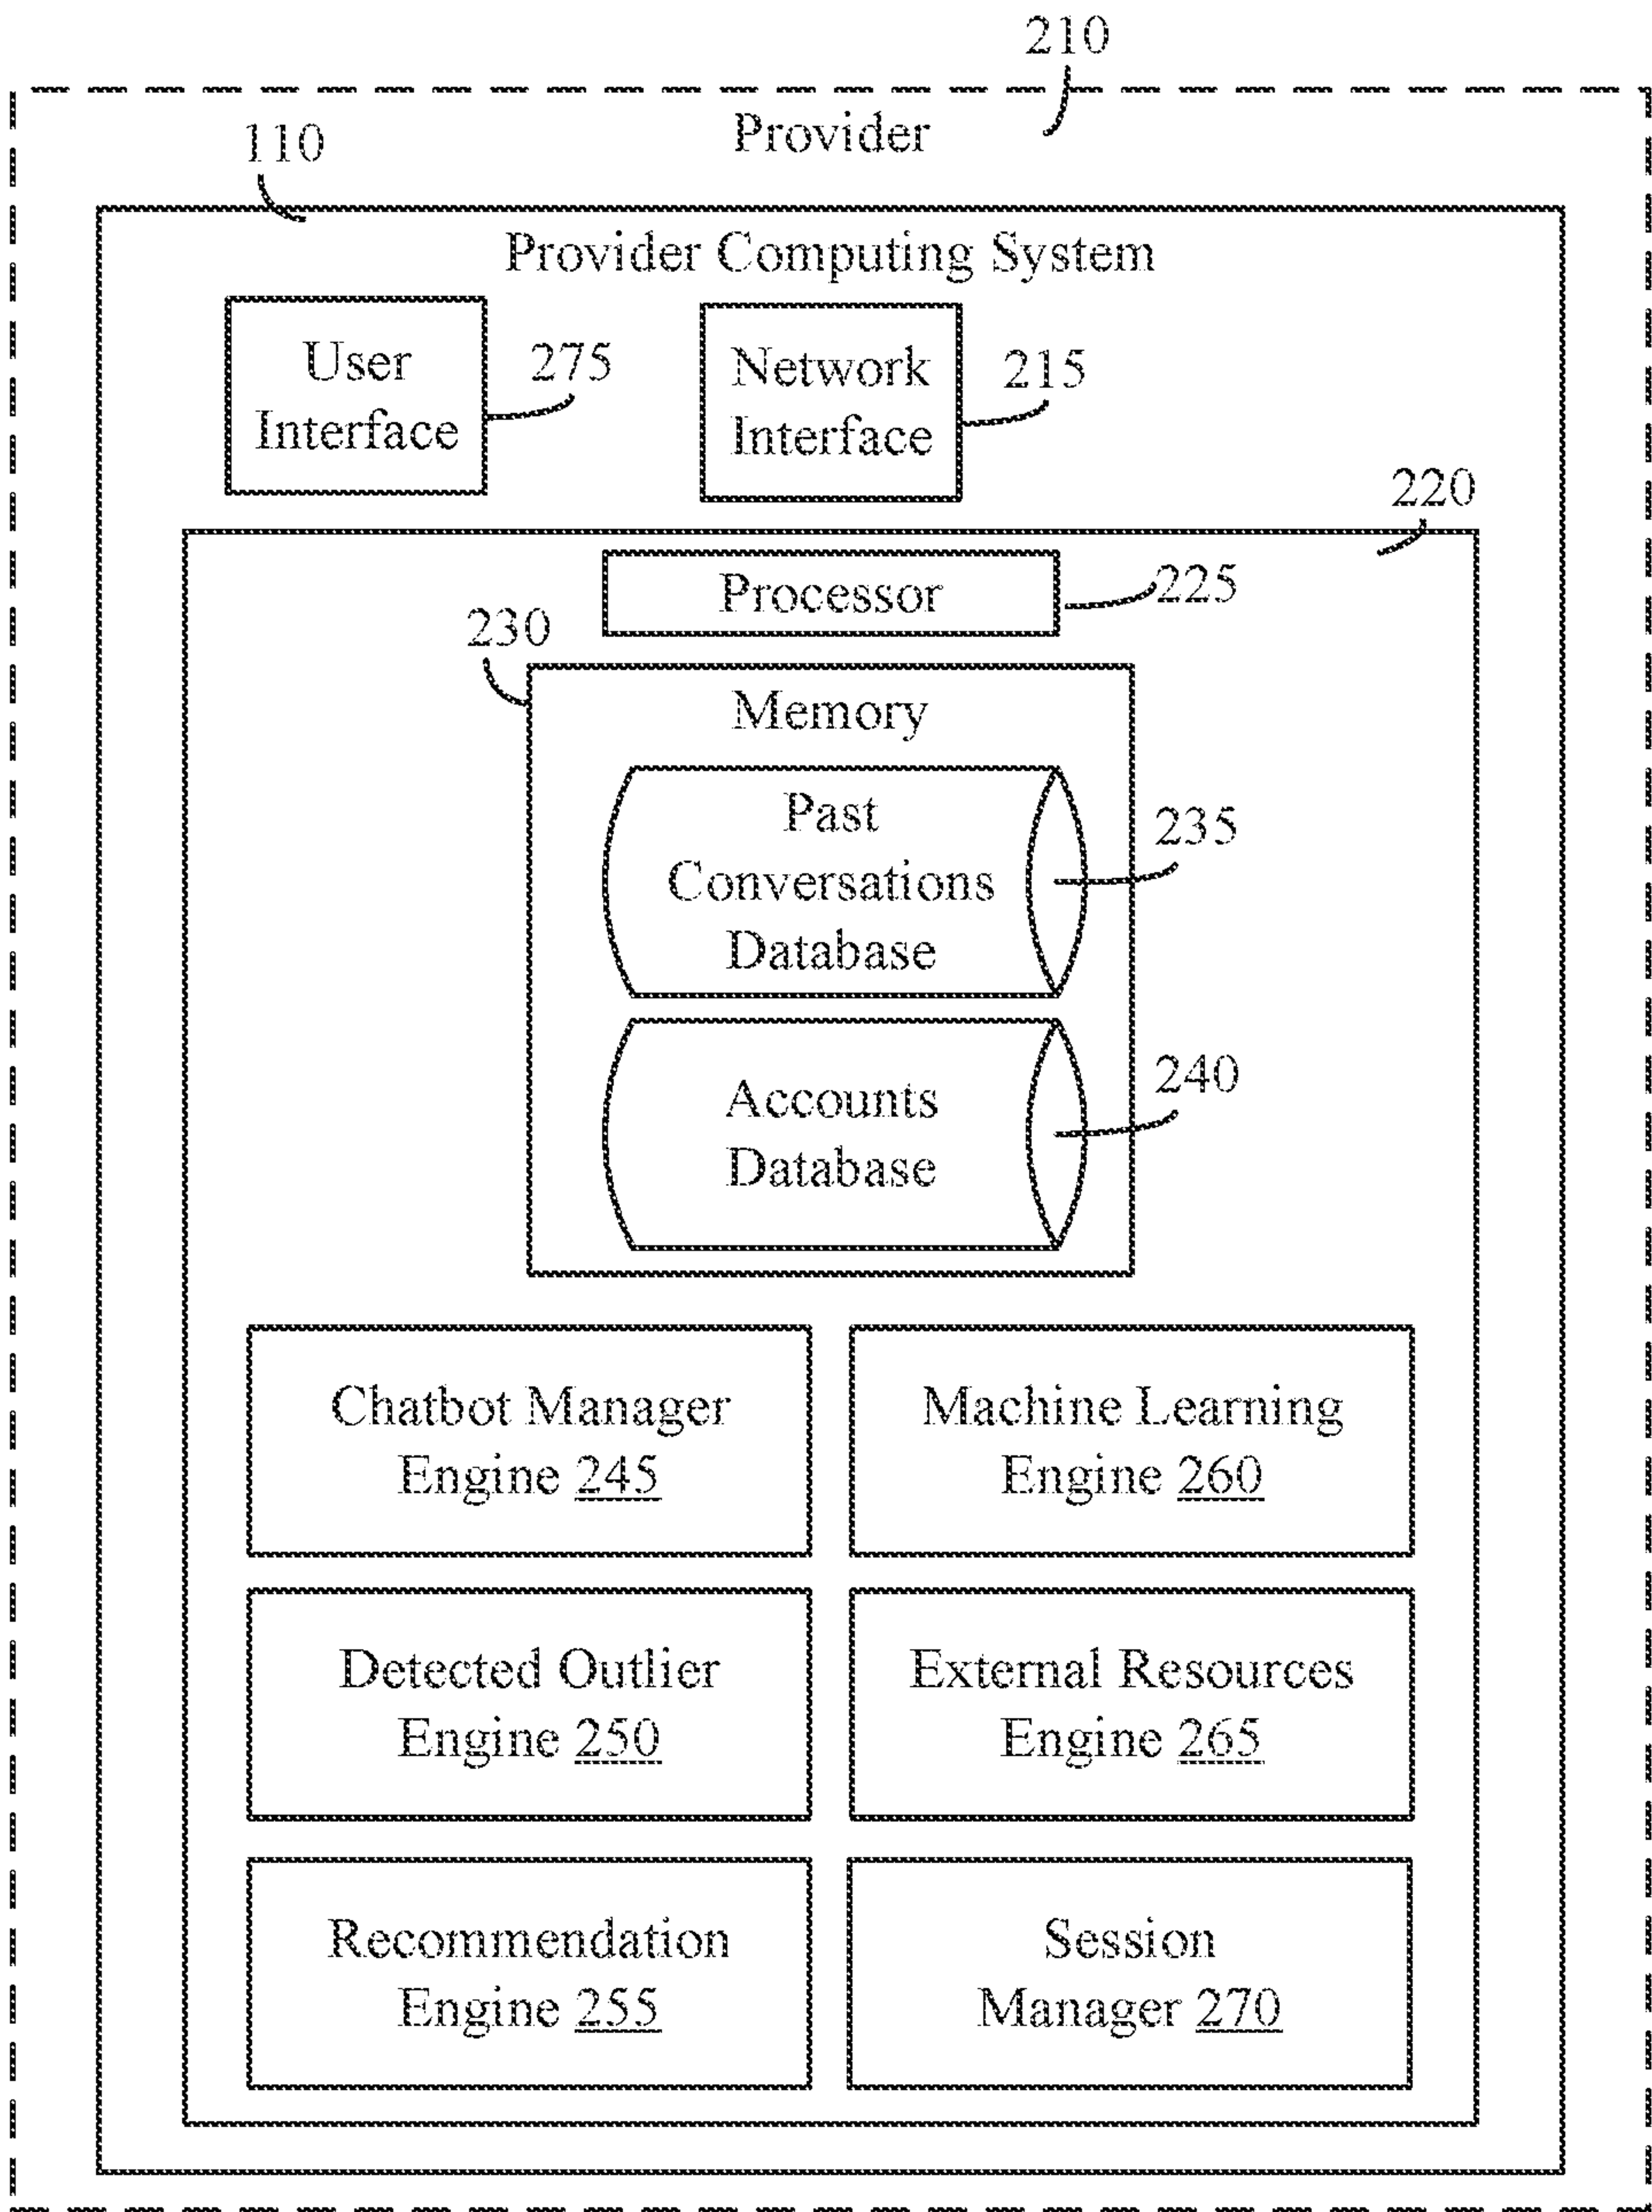 210
Provider
110
Provider Computing System
User
Interface
275
Network
Interface
215
220
Processor
225
230
Memory
Past
Conversations
Database
235
Accounts
Database
240
Chatbot Manager
Engine 245
Machine Learning
Engine 260
Detected Outlier
Engine 250
External Resources
Engine 265
Recommendation
Engine 255
Session
Manager 270